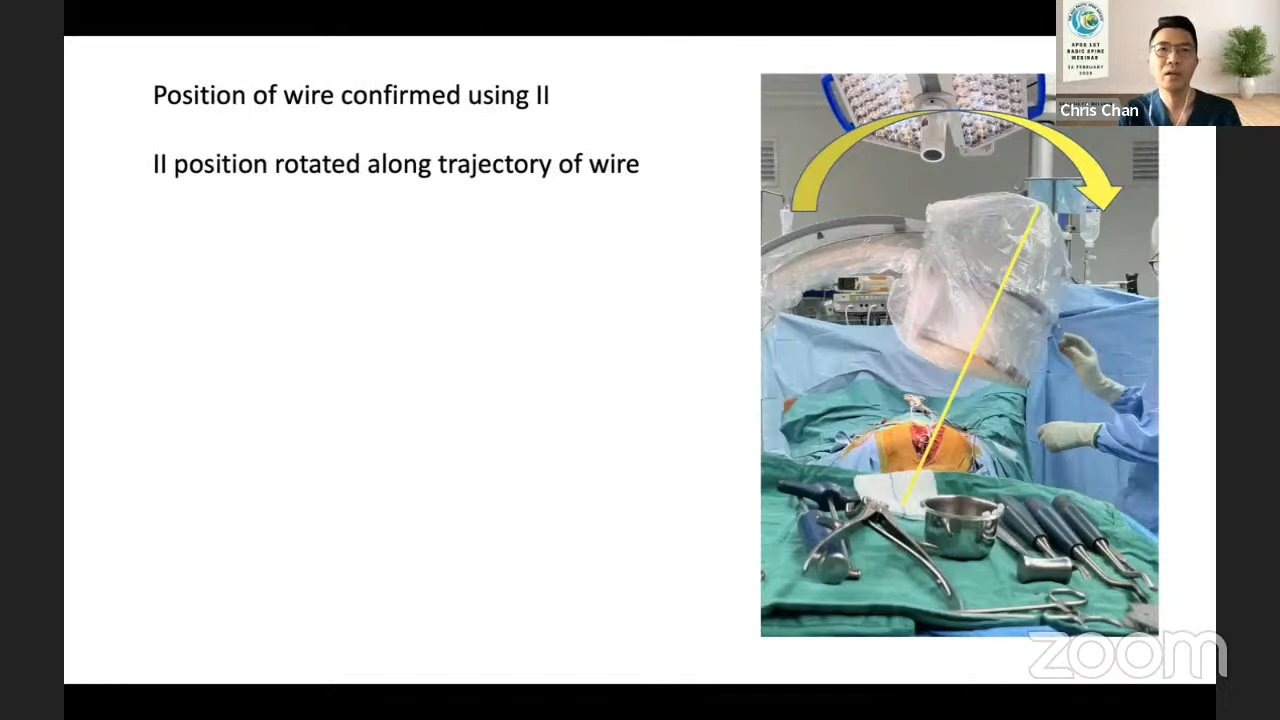 Position of wire confirmed using II
II position rotated along trajectory of wire
APSS 1ST
BASIC SPINE
WEBINAR
Chris Chan
zoom